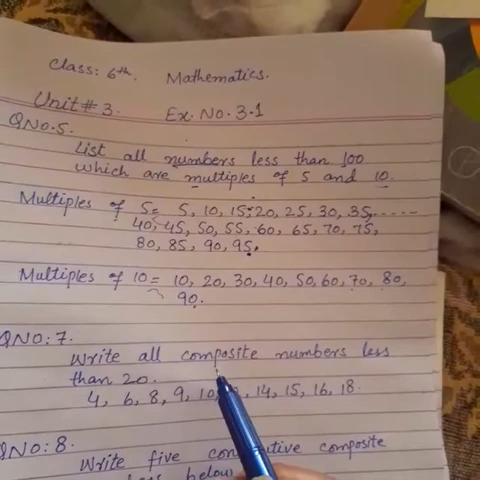 Class: 6th. Mathematics.
Unit# 3. Ex. No. 3.1
QNo.5.
List all numbers less than 100
which are multiples of 5 and 10.
Multiples of 5= 5, 10, 15, 20, 25, 30, 35,......
40, 45, 50, 55, 60, 65, 70, 75,
80, 85, 90, 95.
Multiples of 10 = 10, 20, 30, 40, 50, 60, 70, 80,
90.
QNO:7.
Write all composite numbers less
than 20.
4, 6, 8, 9, 10, 14, 15, 16, 18.
QNO:8.
Write five composite
below